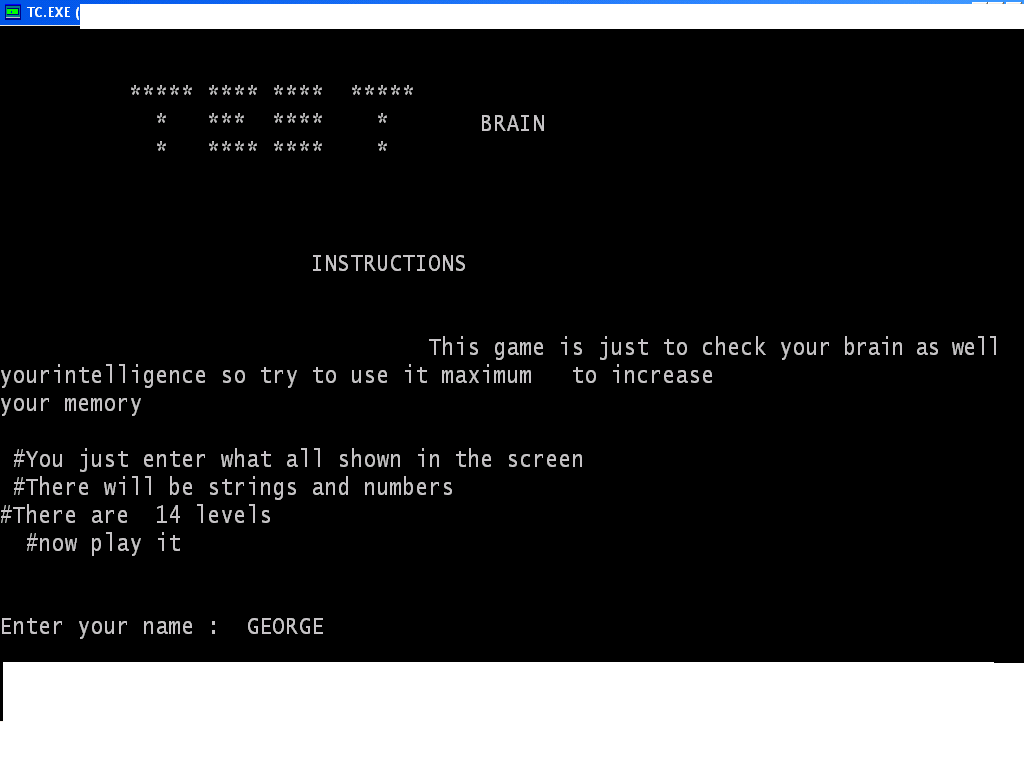 TC.EXE (
***** **** **** *****
* *** **** * BRAIN
* **** **** *
INSTRUCTIONS
This game is just to check your brain as well
yourintelligence so try to use it maximum to increase
your memory
#You just enter what all shown in the screen
#There will be strings and numbers
#There are 14 levels
#now play it
Enter your name : GEORGE